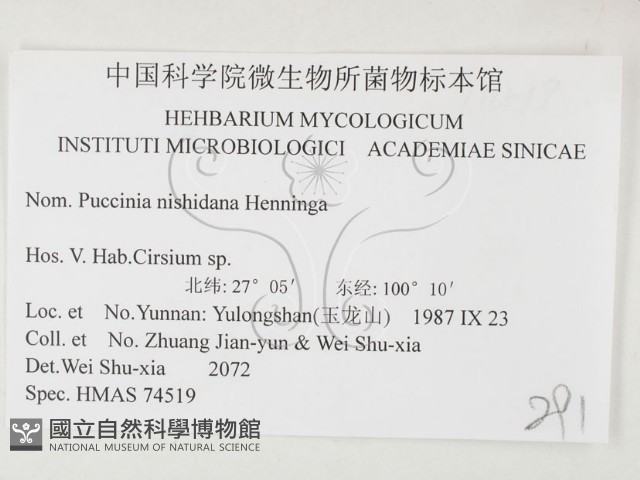 中国科学院微生物所菌物标本馆
HEHBARIUM MYCOLOGICUM
INSTITUTI MICROBIOLOGICI ACADEMIAE SINICAE
Nom. Puccinia nishidana Henninga
Hos. V. Hab.Cirsium sp.
北纬: 27° 05′ 东经: 100° 10′
Loc. et No.Yunnan: Yulongshan(玉龙山) 1987 IX 23
Coll. et No. Zhuang Jian-yun & Wei Shu-xia
Det.Wei Shu-xia 2072
Spec. HMAS 74519
291
國立自然科學博物館
NATIONAL MUSEUM OF NATURAL SCIENCE